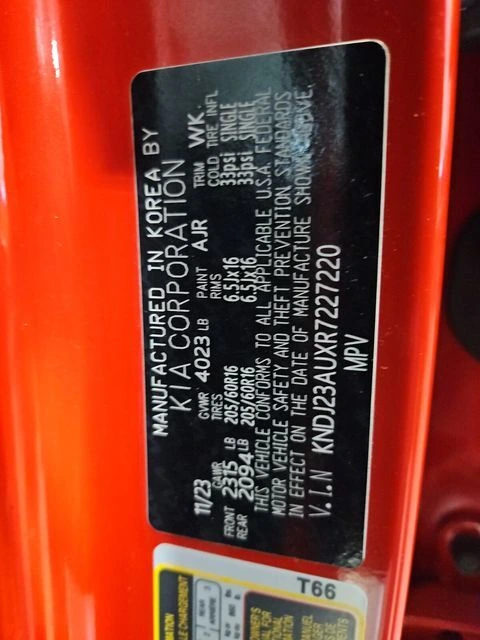 MANUFACTURED IN KOREA BY
KIA CORPORATION
11/23 GVWR 4023 LB PAINT AJR TRIM WK
GAWR TIRES RIMS COLD TIRE INFL
FRONT 2315 LB 205/60R16 6.5Jx16 33psi SINGLE
REAR 2094 LB 205/60R16 6.5Jx16 33psi SINGLE
THIS VEHICLE CONFORMS TO ALL APPLICABLE U.S.A. FEDERAL
MOTOR VEHICLE SAFETY AND THEFT PREVENTION STANDARDS
IN EFFECT ON THE DATE OF MANUFACTURE SHOWN ABOVE.
V.I.N KNDJ23AUXR7227220
MPV
T66
REAR 3